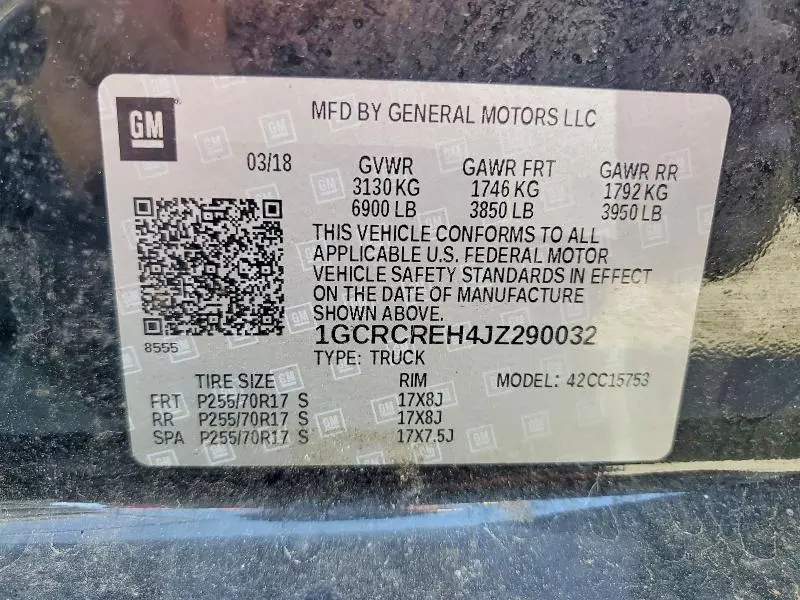 GM
MFD BY GENERAL MOTORS LLC
03/18 GVWR GAWR FRT GAWR RR
3130 KG 1746 KG 1792 KG
6900 LB 3850 LB 3950 LB
THIS VEHICLE CONFORMS TO ALL
APPLICABLE U.S. FEDERAL MOTOR
VEHICLE SAFETY STANDARDS IN EFFECT
ON THE DATE OF MANUFACTURE
SHOWN ABOVE.
1GCRCREH4JZ290032
8555
TYPE: TRUCK
TIRE SIZE RIM MODEL: 42CC15753
FRT P255/70R17 S 17X8J
RR P255/70R17 S 17X8J
SPA P255/70R17 S 17X7.5J